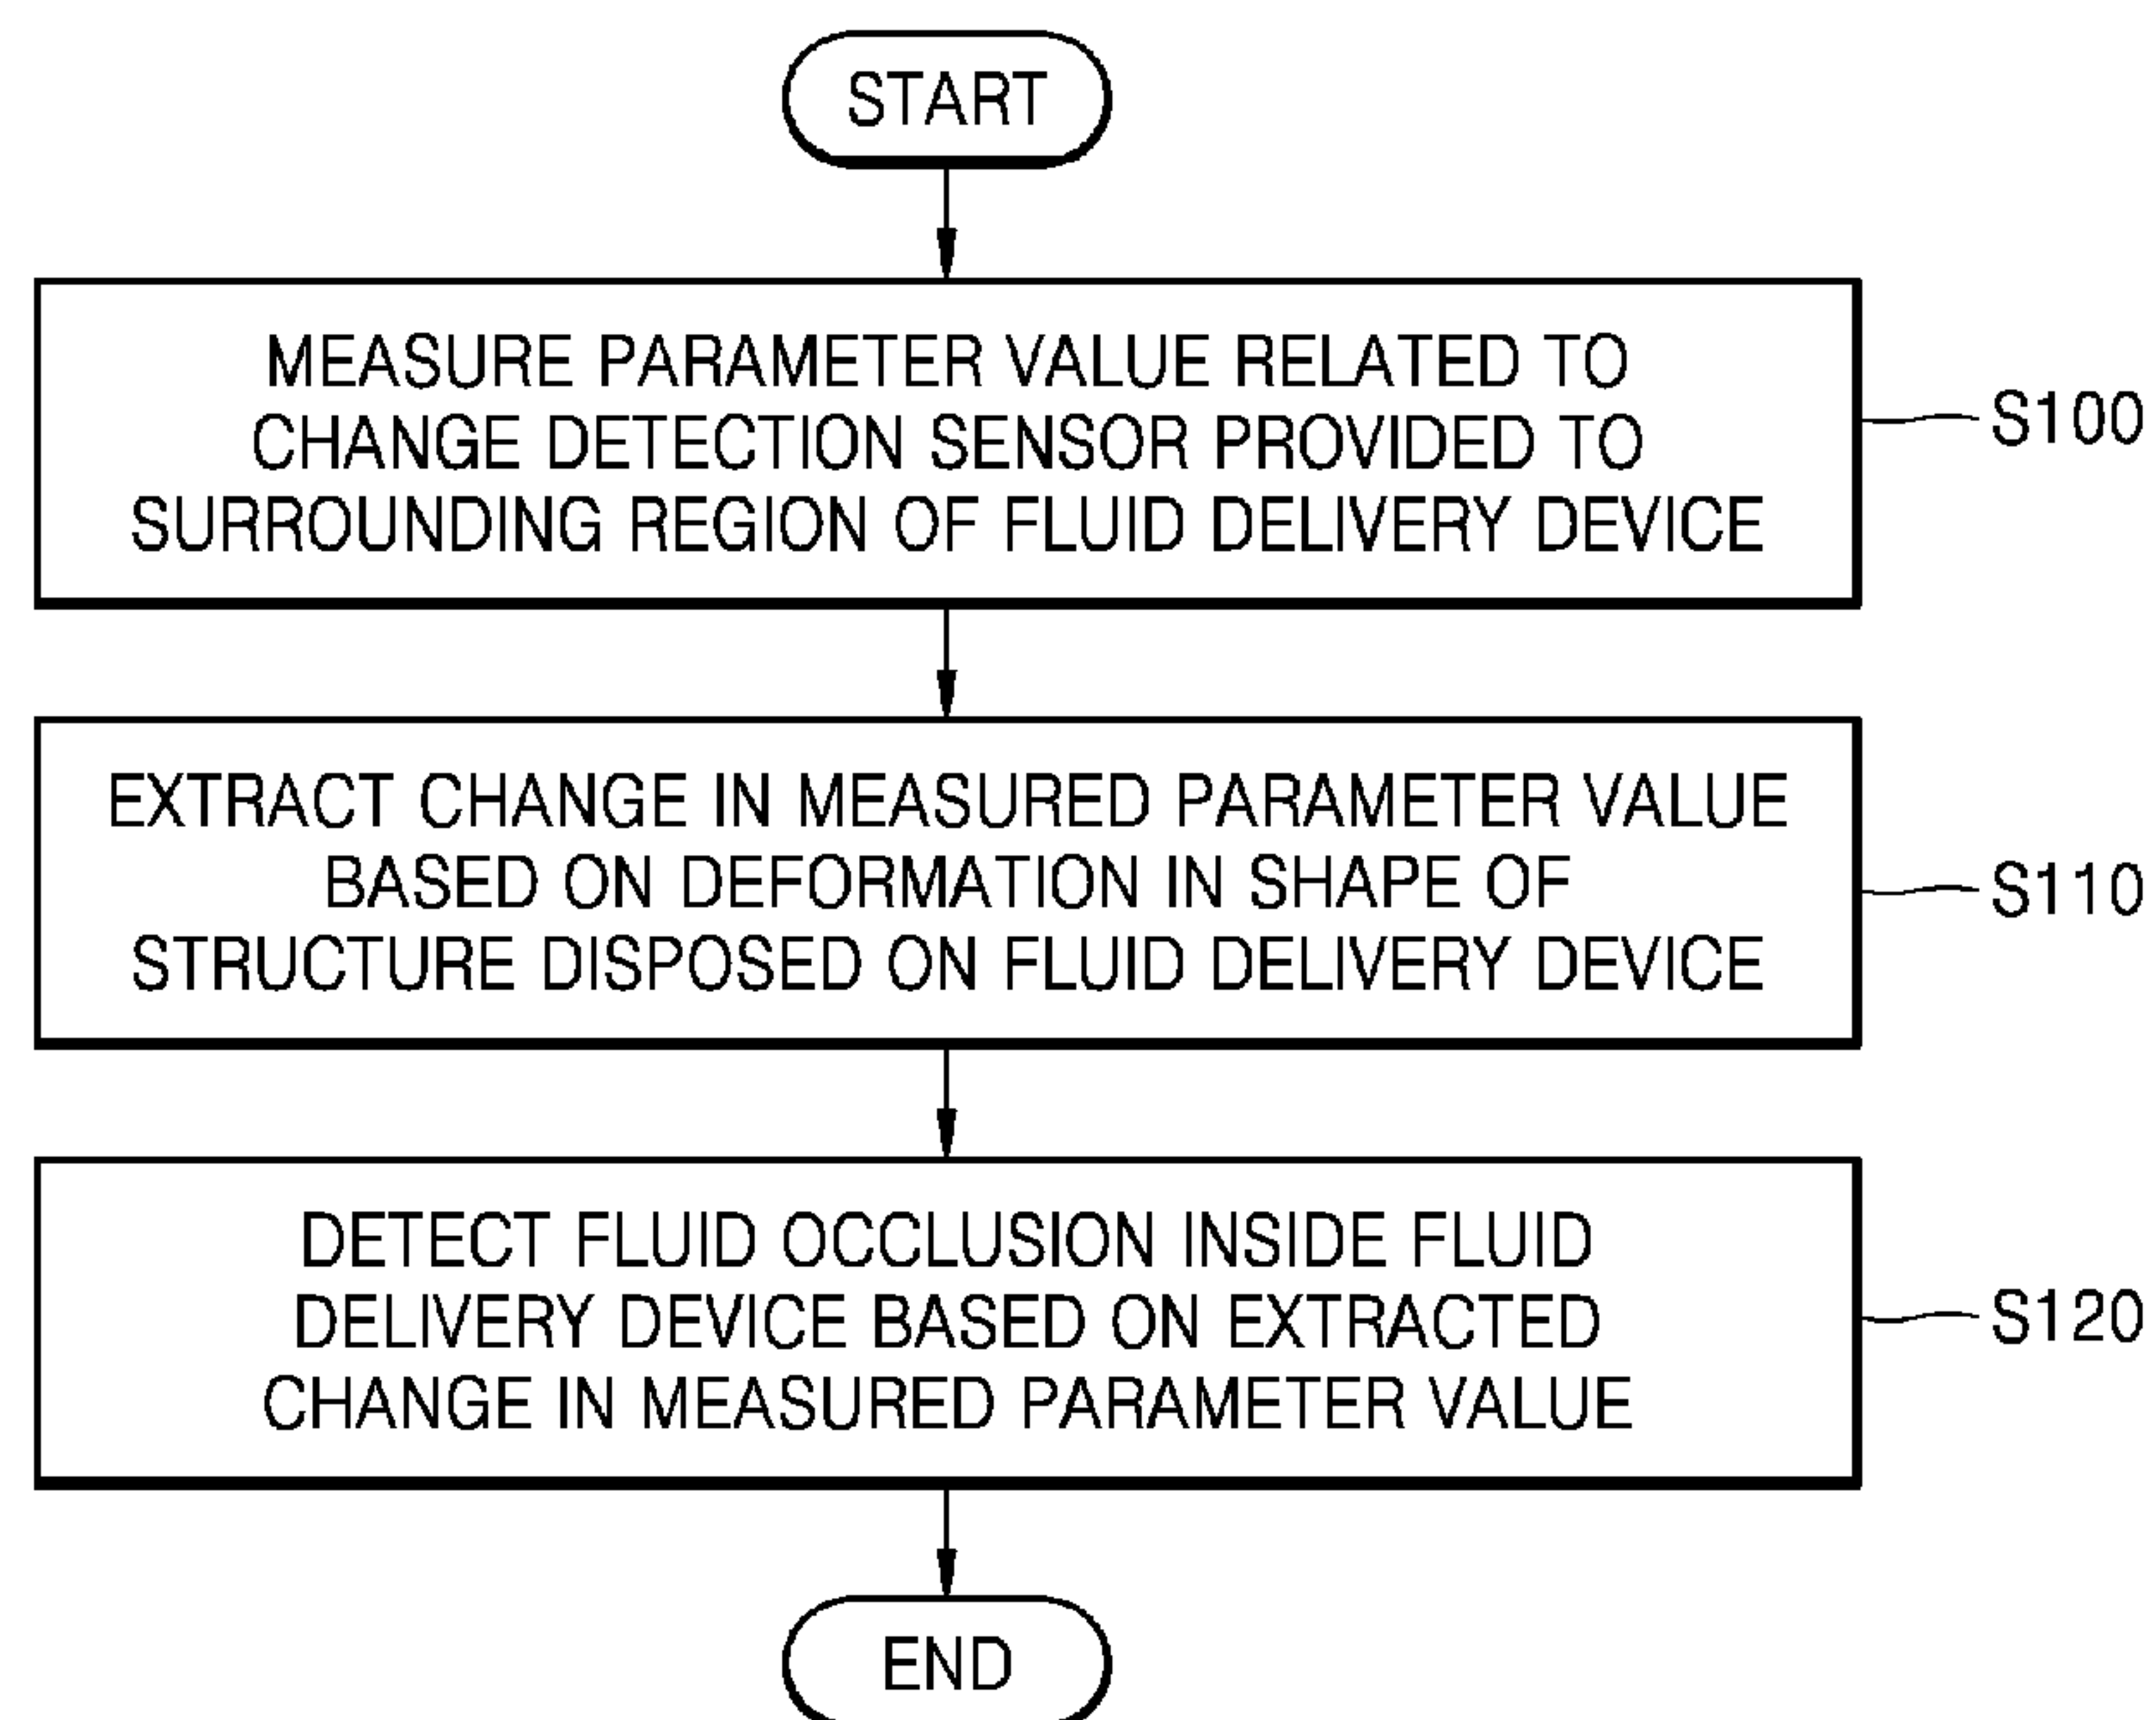 START
MEASURE PARAMETER VALUE RELATED TO
CHANGE DETECTION SENSOR PROVIDED TO
SURROUNDING REGION OF FLUID DELIVERY DEVICE
S100
EXTRACT CHANGE IN MEASURED PARAMETER VALUE
BASED ON DEFORMATION IN SHAPE OF
STRUCTURE DISPOSED ON FLUID DELIVERY DEVICE
S110
DETECT FLUID OCCLUSION INSIDE FLUID
DELIVERY DEVICE BASED ON EXTRACTED
CHANGE IN MEASURED PARAMETER VALUE
S120
END